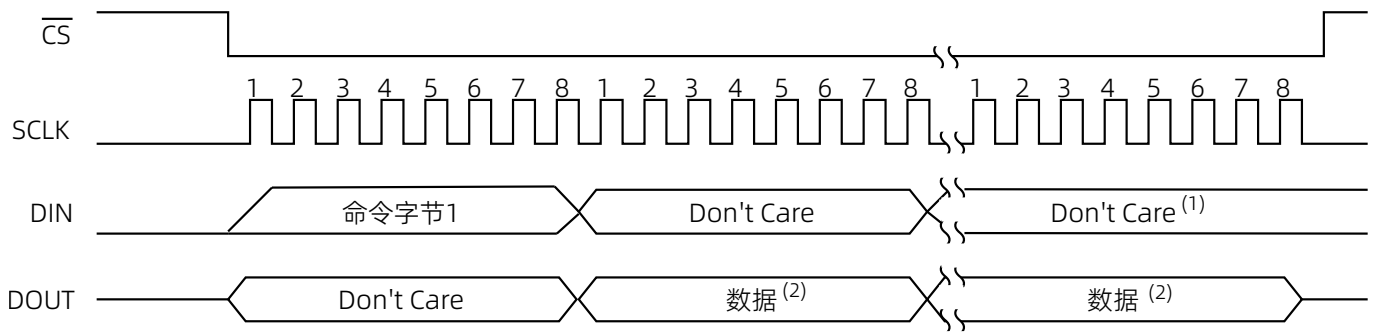 CS
1 2 3 4 5 6 7 8 1 2 3 4 5 6 7 8 1 2 3 4 5 6 7 8
SCLK
DIN 命令字节1 Don't Care Don't Care (1)
DOUT Don't Care 数据 (2) 数据 (2)